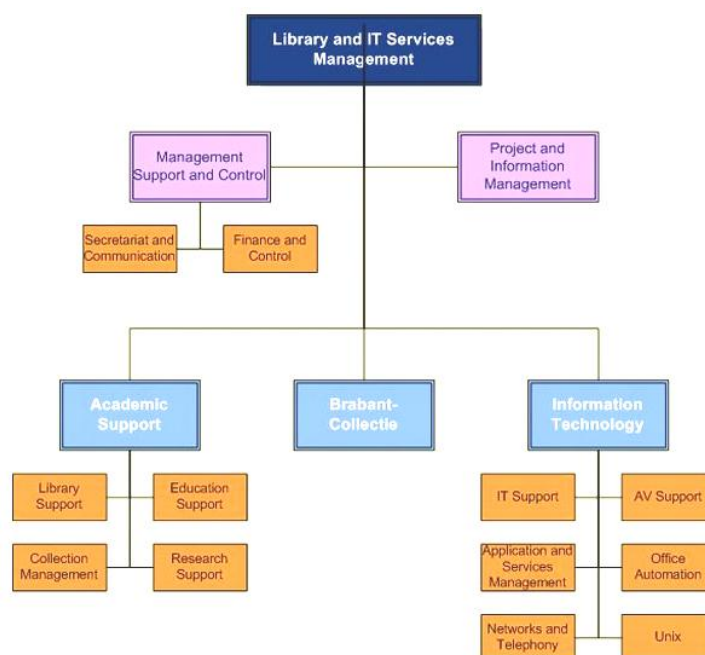 Library and IT Services
Management
Management
Support and Control
Project and
Information
Management
Secretariat and
Communication
Finance and
Control
Academic
Support
Brabant-
Collectie
Information
Technology
Library
Support
Education
Support
IT Support
AV Support
Collection
Management
Research
Support
Application and
Services
Management
Office
Automation
Networks and
Telephony
Unix